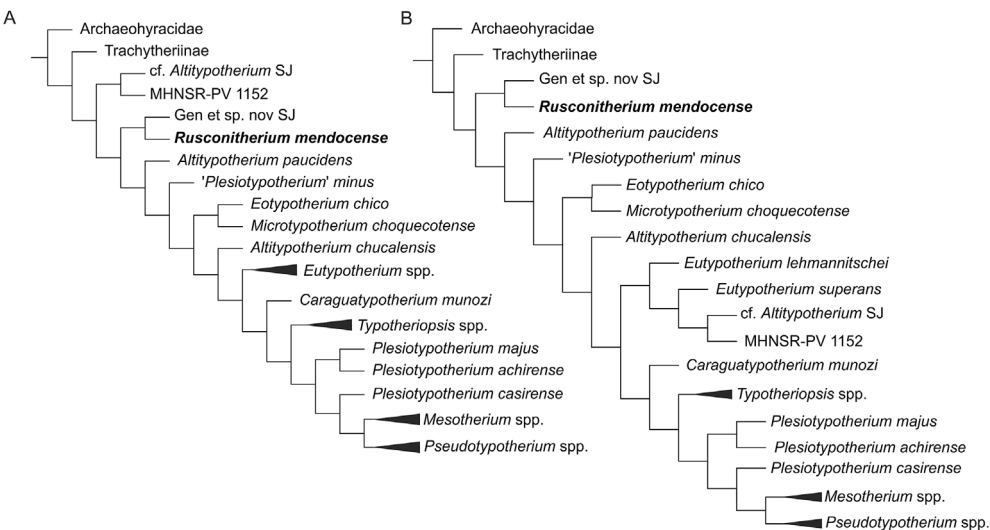 A
Archaeohyracidae
Trachytheriinae
cf. Altitypotherium SJ
MHNSR-PV 1152
Gen et sp. nov SJ
Rusconitherium mendocense
Altitypotherium paucidens
'Plesiotypotherium' minus
Eotypotherium chico
Microtypotherium choquecotense
Altitypotherium chucalensis
Eutypotherium spp.
Caraguatypotherium munozi
Typotheriopsis spp.
Plesiotypotherium majus
Plesiotypotherium achirense
Plesiotypotherium casirense
Mesotherium spp.
Pseudotypotherium spp.
B
Archaeohyracidae
Trachytheriinae
Gen et sp. nov SJ
Rusconitherium mendocense
Altitypotherium paucidens
'Plesiotypotherium' minus
Eotypotherium chico
Microtypotherium choquecotense
Altitypotherium chucalensis
Eutypotherium lehmannitschei
Eutypotherium superans
cf. Altitypotherium SJ
MHNSR-PV 1152
Caraguatypotherium munozi
Typotheriopsis spp.
Plesiotypotherium majus
Plesiotypotherium achirense
Plesiotypotherium casirense
Mesotherium spp.
Pseudotypotherium spp.